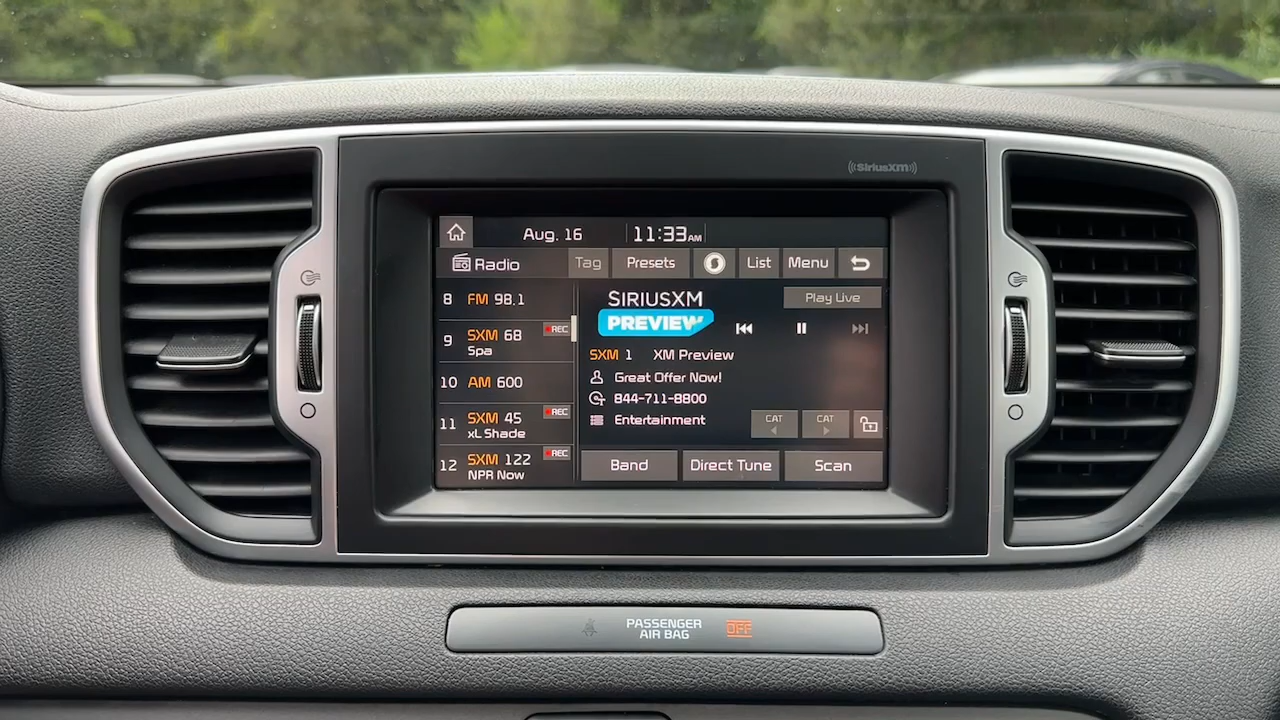 SiriusXM
Aug. 16 11:33 AM
Radio Tag Presets List Menu
8 FM 98.1
9 SXM 68 REC
Spa
10 AM 600
11 SXM 45 REC
xL Shade
12 SXM 122 REC
NPR Now
SIRIUSXM
PREVIEW
Play Live
SXM 1 XM Preview
Great Offer Now!
844-711-8800
Entertainment
CAT CAT
Band Direct Tune Scan
PASSENGER
AIR BAG OFF